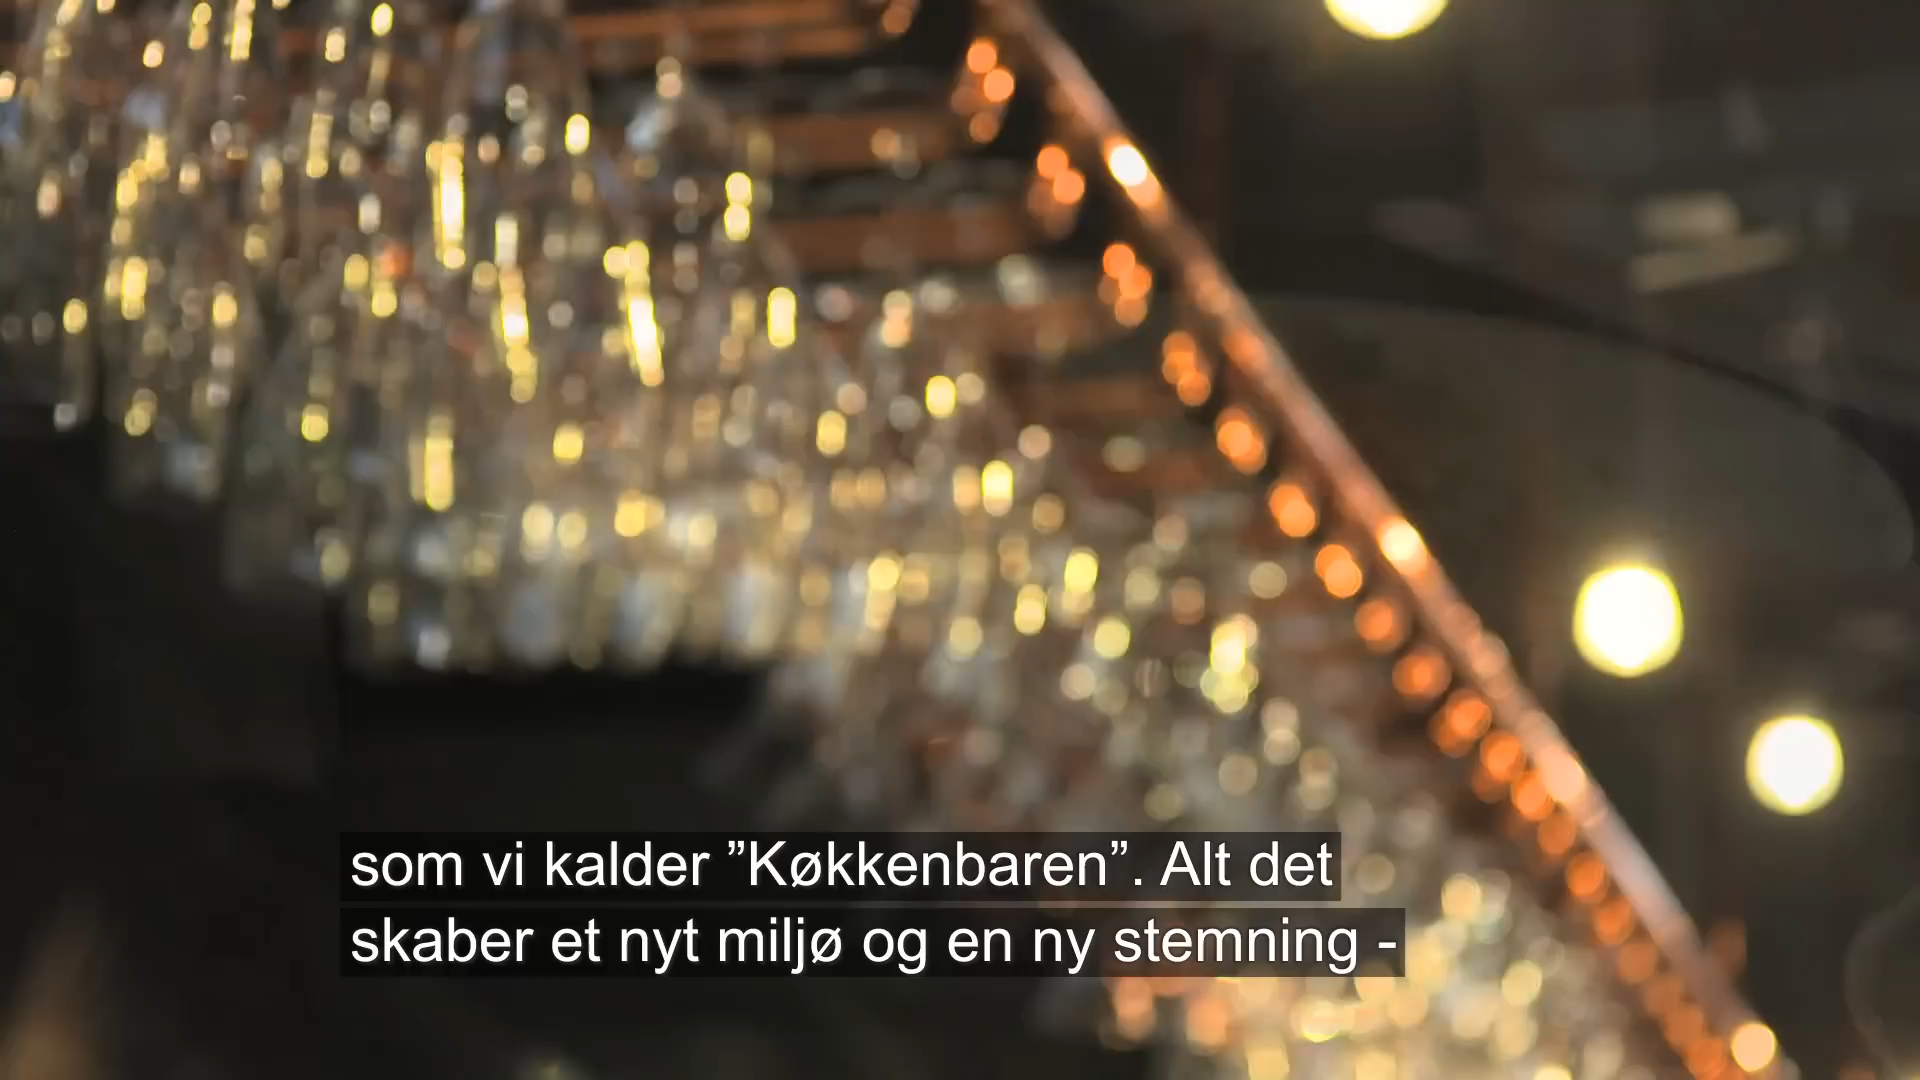 som vi kalder ”Køkkenbaren”. Alt det
skaber et nyt miljø og en ny stemning -